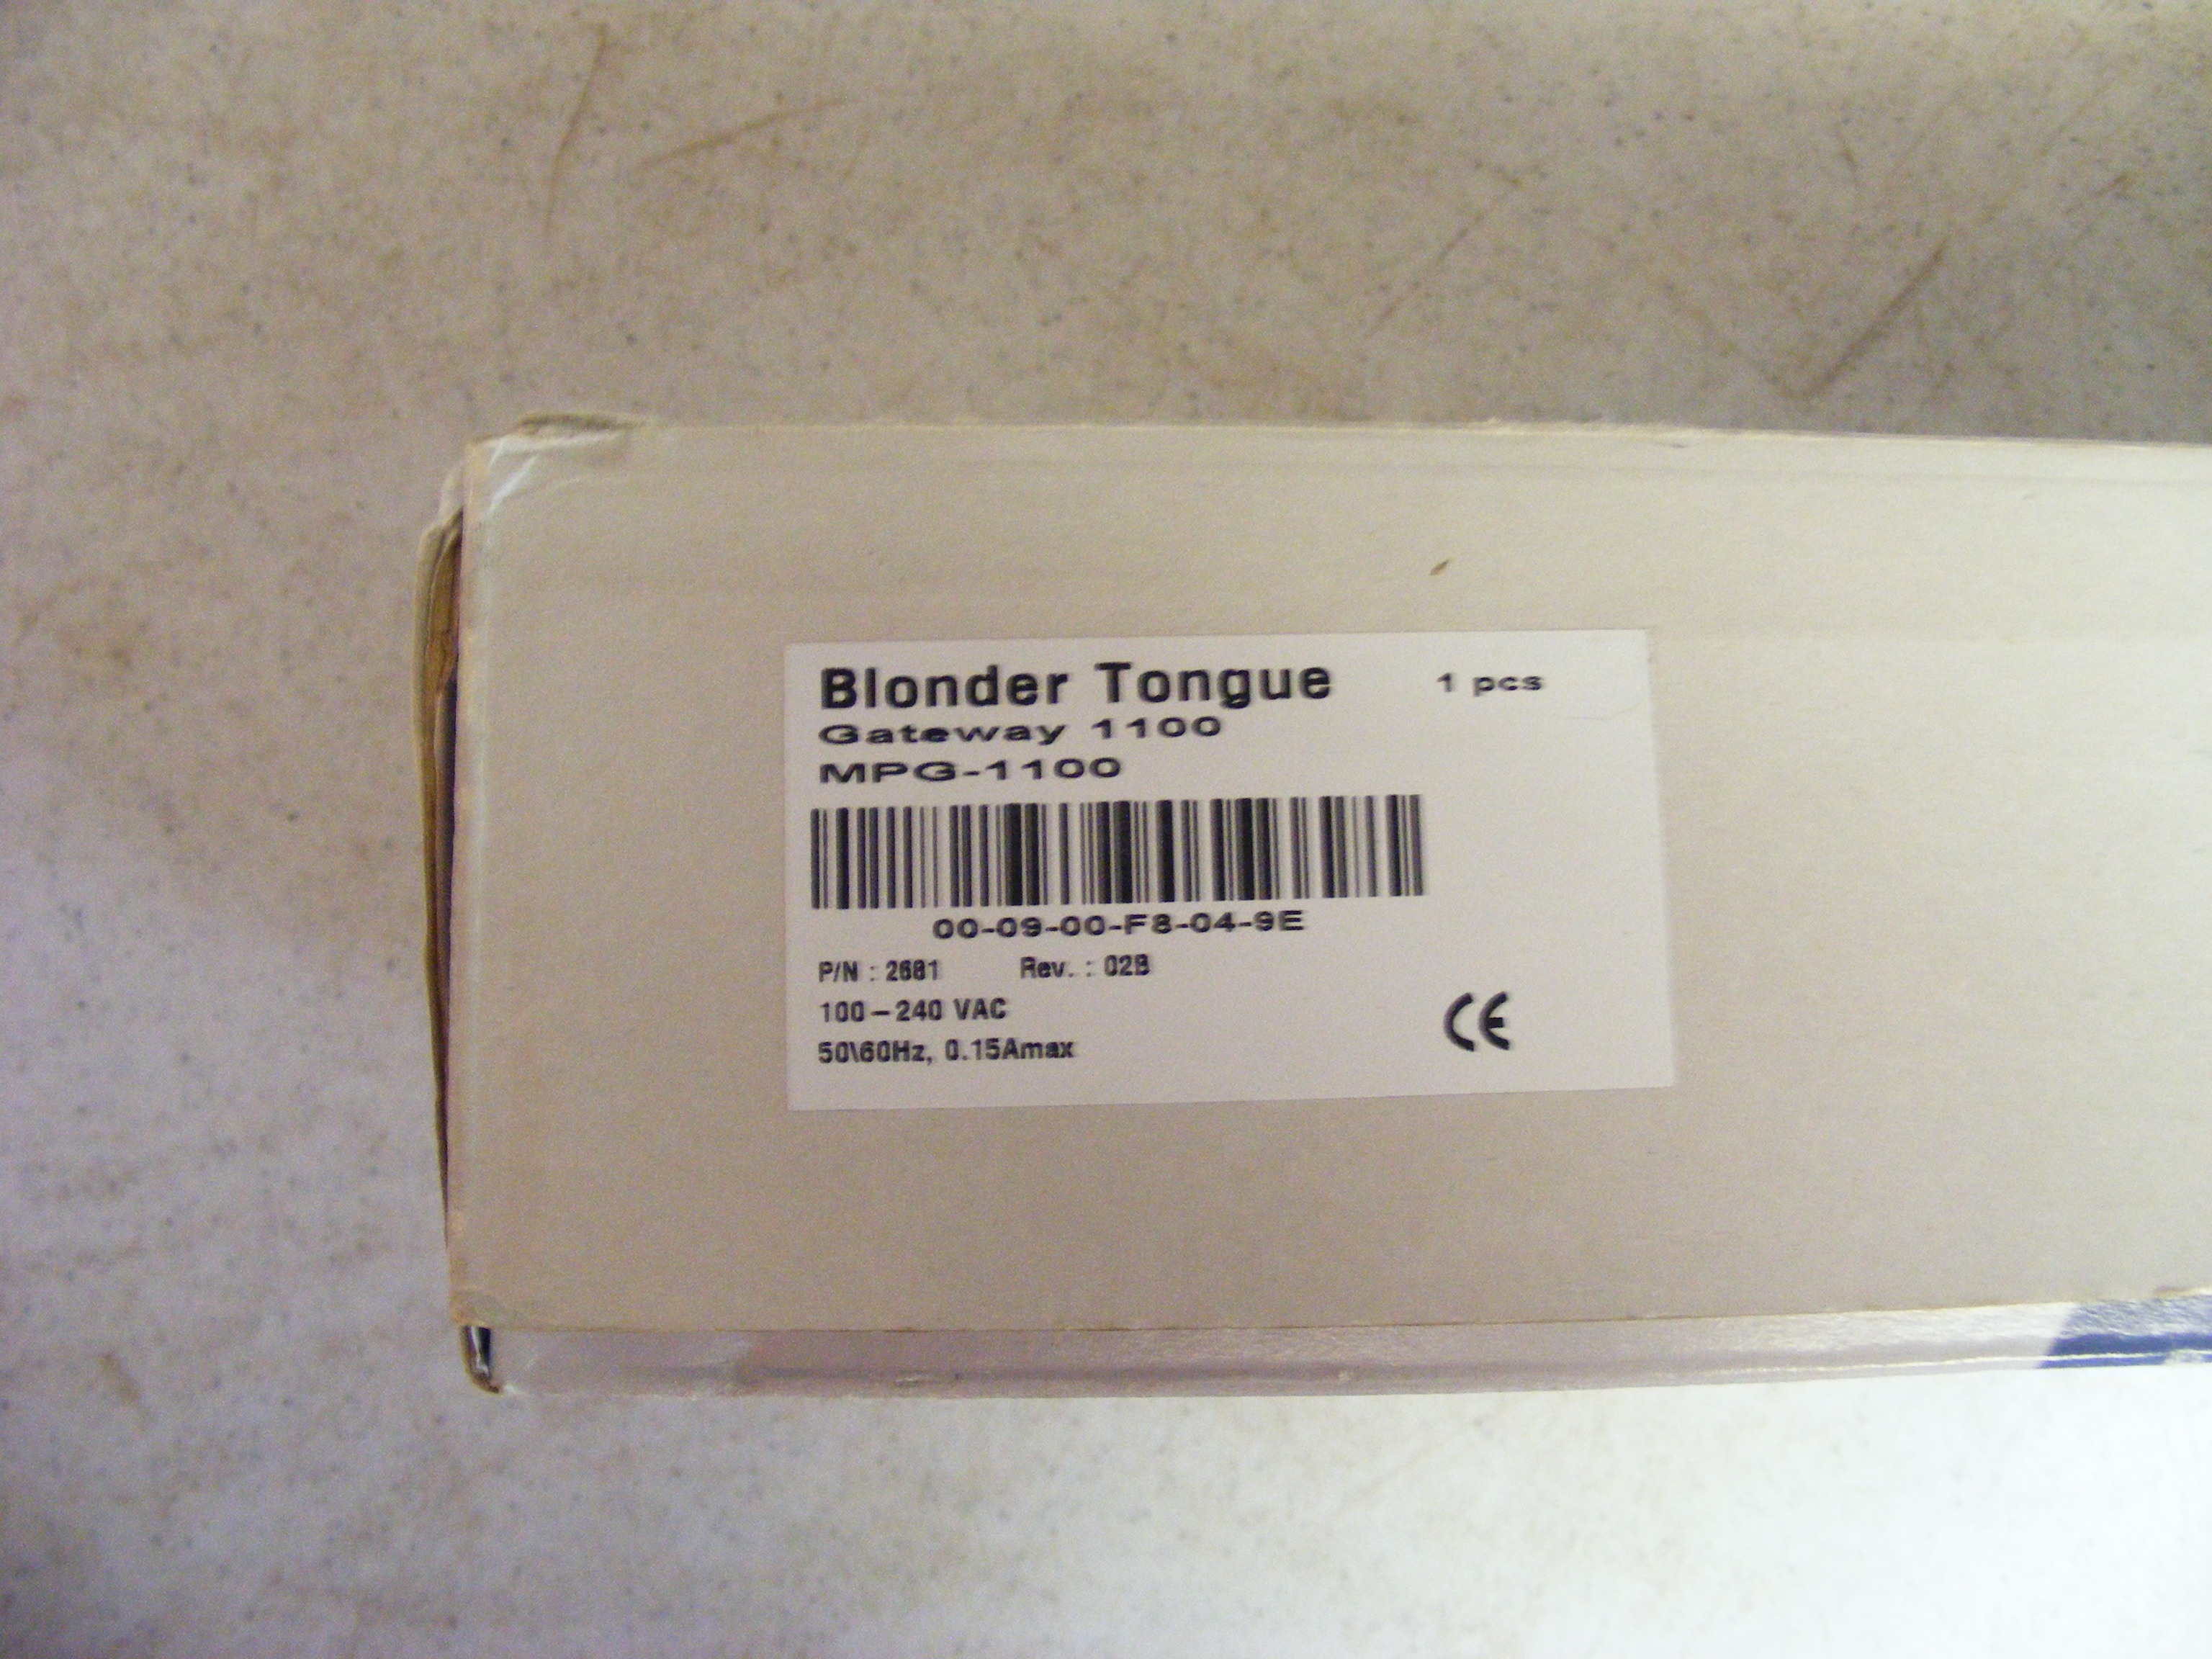 Blonder Tongue 1 pcs
Gateway 1100
MPG-1100
00-09-00-F8-04-9E
P/N : 2681 Rev. : 02B
100-240 VAC
50\60Hz, 0.15Amax
CE